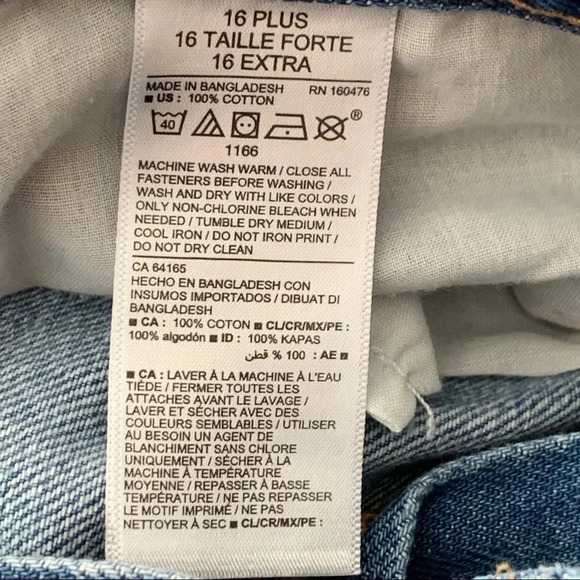 16 PLUS
16 TAILLE FORTE
16 EXTRA
MADE IN BANGLADESH RN 160476
■ US : 100% COTTON
40 ®
1166
MACHINE WASH WARM / CLOSE ALL
FASTENERS BEFORE WASHING /
WASH AND DRY WITH LIKE COLORS /
ONLY NON-CHLORINE BLEACH WHEN
NEEDED / TUMBLE DRY MEDIUM /
COOL IRON / DO NOT IRON PRINT /
DO NOT DRY CLEAN
CA 64165
HECHO EN BANGLADESH CON
INSUMOS IMPORTADOS / DIBUAT DI
BANGLADESH
■ CA : 100% COTON ■ CL/CR/MX/PE :
100% algodón ■ ID : 100% KAPAS
■ AE : 100 % قطن
■ CA : LAVER À LA MACHINE À L'EAU
TIÈDE / FERMER TOUTES LES
ATTACHES AVANT LE LAVAGE /
LAVER ET SÉCHER AVEC DES
COULEURS SEMBLABLES / UTILISER
AU BESOIN UN AGENT DE
BLANCHIMENT SANS CHLORE
UNIQUEMENT / SÉCHER À LA
MACHINE À TEMPÉRATURE
MOYENNE / REPASSER À BASSE
TEMPÉRATURE / NE PAS REPASSER
LE MOTIF IMPRIMÉ / NE PAS
NETTOYER À SEC ■ CL/CR/MX/PE :